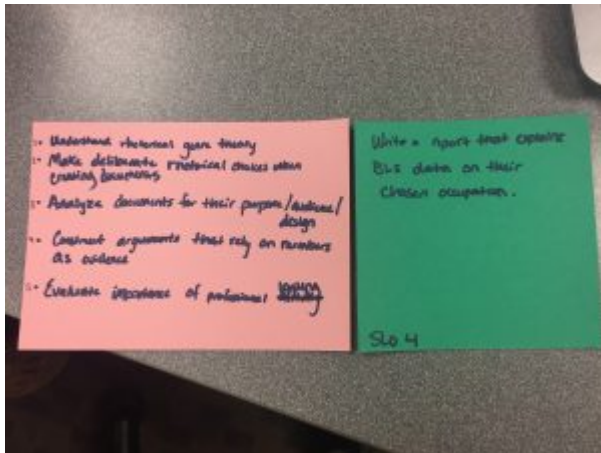 1. Understand rhetorical genre theory
2. Make deliberate rhetorical choices when
creating documents
3. Analyze documents for their purpose/audience/
design
4. Construct arguments that rely on numbers
as evidence
5. Evaluate importance of professional
Write a report that explains
BLS data on their
chosen occupation.
SLO 4